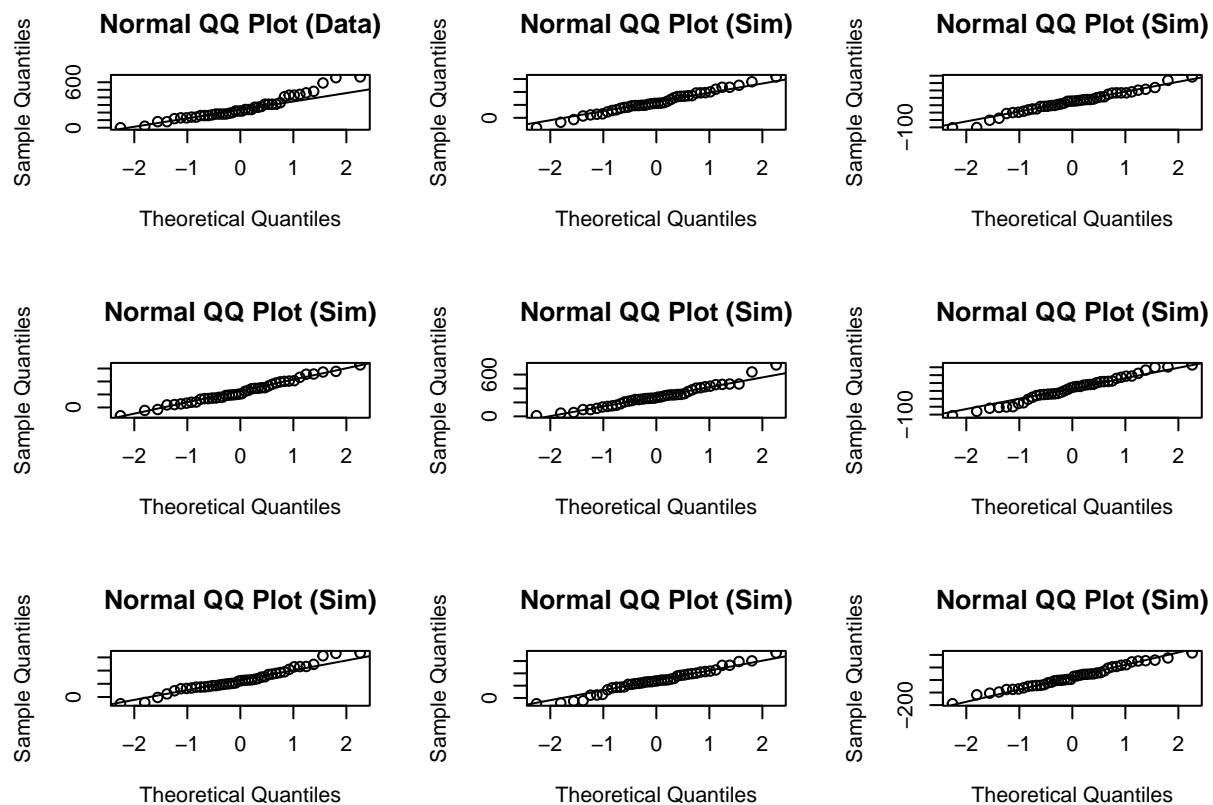 Normal QQ Plot (Data)
Sample Quantiles
0 600
−2 −1 0 1 2
Theoretical Quantiles
Normal QQ Plot (Sim)
Sample Quantiles
0
−2 −1 0 1 2
Theoretical Quantiles
Normal QQ Plot (Sim)
Sample Quantiles
−100
−2 −1 0 1 2
Theoretical Quantiles
Normal QQ Plot (Sim)
Sample Quantiles
0
−2 −1 0 1 2
Theoretical Quantiles
Normal QQ Plot (Sim)
Sample Quantiles
0 600
−2 −1 0 1 2
Theoretical Quantiles
Normal QQ Plot (Sim)
Sample Quantiles
−100
−2 −1 0 1 2
Theoretical Quantiles
Normal QQ Plot (Sim)
Sample Quantiles
0
−2 −1 0 1 2
Theoretical Quantiles
Normal QQ Plot (Sim)
Sample Quantiles
0
−2 −1 0 1 2
Theoretical Quantiles
Normal QQ Plot (Sim)
Sample Quantiles
−200
−2 −1 0 1 2
Theoretical Quantiles